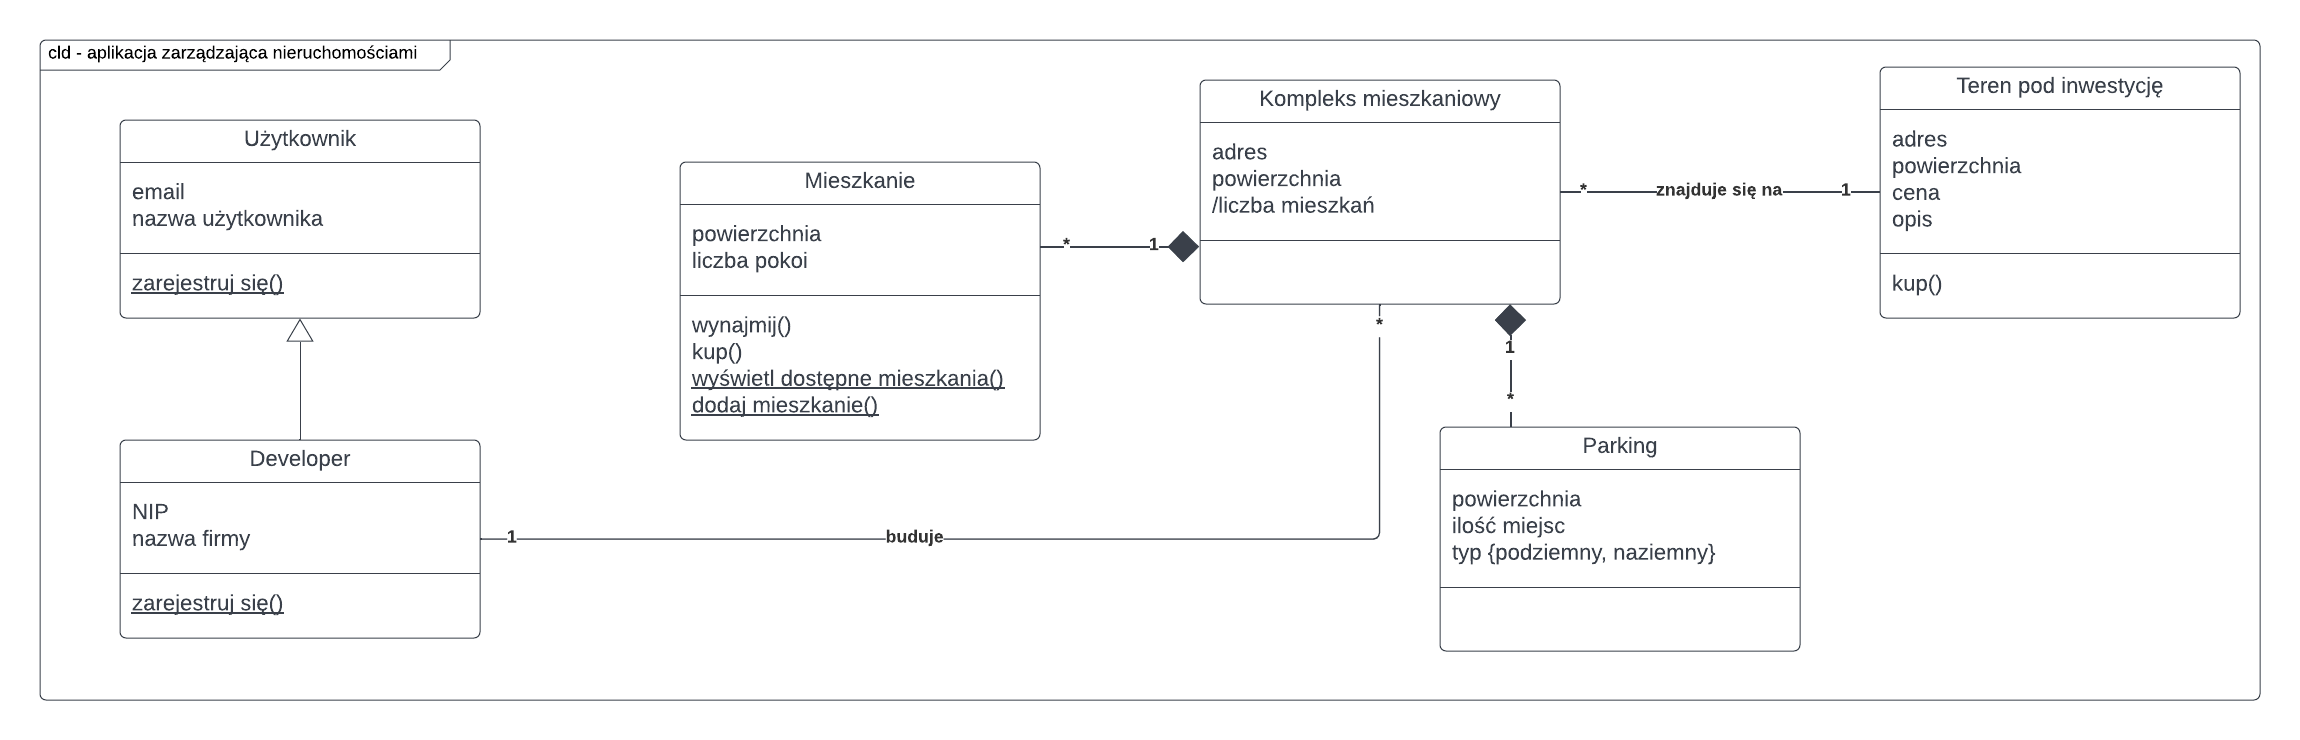 cld - aplikacja zarządzająca nieruchomościami
Użytkownik
email
nazwa użytkownika
zarejestruj się()
Developer
NIP
nazwa firmy
zarejestruj się()
Mieszkanie
powierzchnia
liczba pokoi
wynajmij()
kup()
wyświetl dostępne mieszkania()
dodaj mieszkanie()
* 1
Kompleks mieszkaniowy
adres
powierzchnia
/liczba mieszkań
* znajduje się na 1
Teren pod inwestycję
adres
powierzchnia
cena
opis
kup()
*
1 buduje
1
*
Parking
powierzchnia
ilość miejsc
typ {podziemny, naziemny}